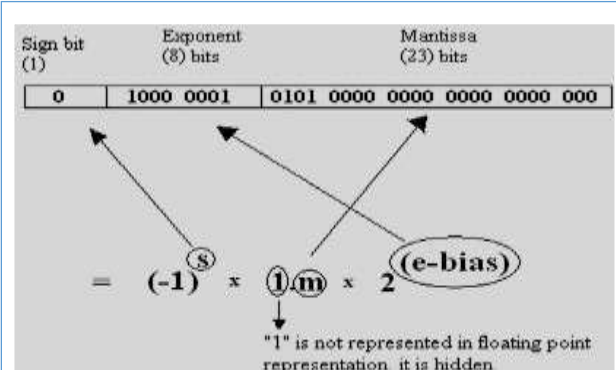 Sign bit Exponent Mantissa
(1) (8) bits (23) bits
0 1000 0001 0101 0000 0000 0000 0000 000
= (-1)^s x 1.m x 2^(e-bias)
"1" is not represented in floating point
representation it is hidden